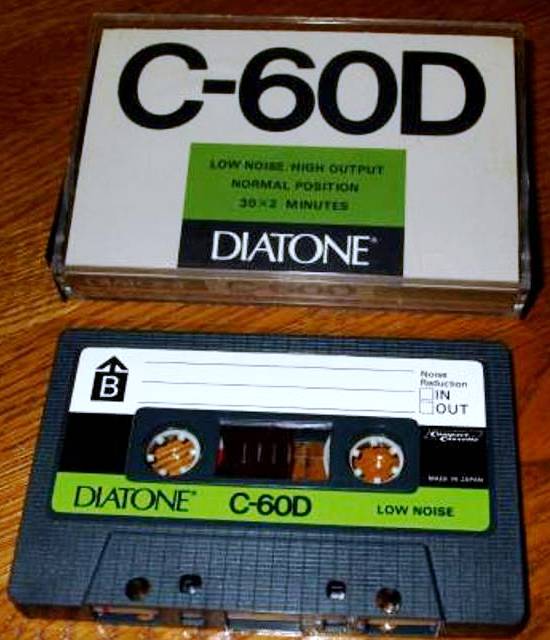 C-60D
LOW NOISE HIGH OUTPUT
NORMAL POSITION
30×2 MINUTES
DIATONE®
B
Noise
Reduction
IN
OUT
Compact
Cassette
MADE IN JAPAN
DIATONE®
C-60D
LOW NOISE